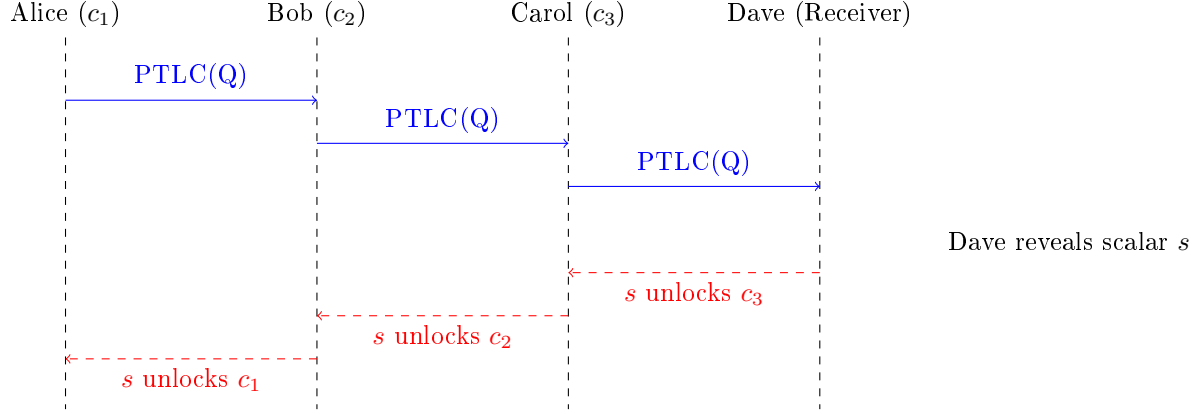 Alice (c₁)
Bob (c₂)
Carol (c₃)
Dave (Receiver)
PTLC(Q)
PTLC(Q)
PTLC(Q)
Dave reveals scalar s
s unlocks c₃
s unlocks c₂
s unlocks c₁